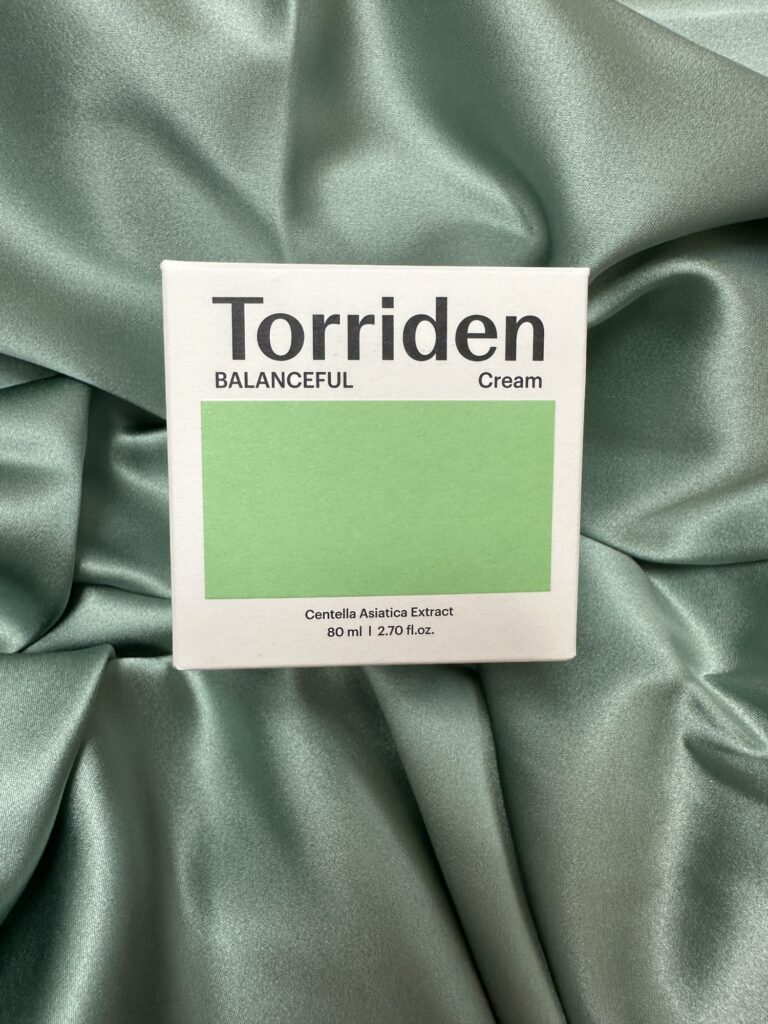 Torriden
BALANCEFUL Cream
Centella Asiatica Extract
80 ml | 2.70 fl.oz.